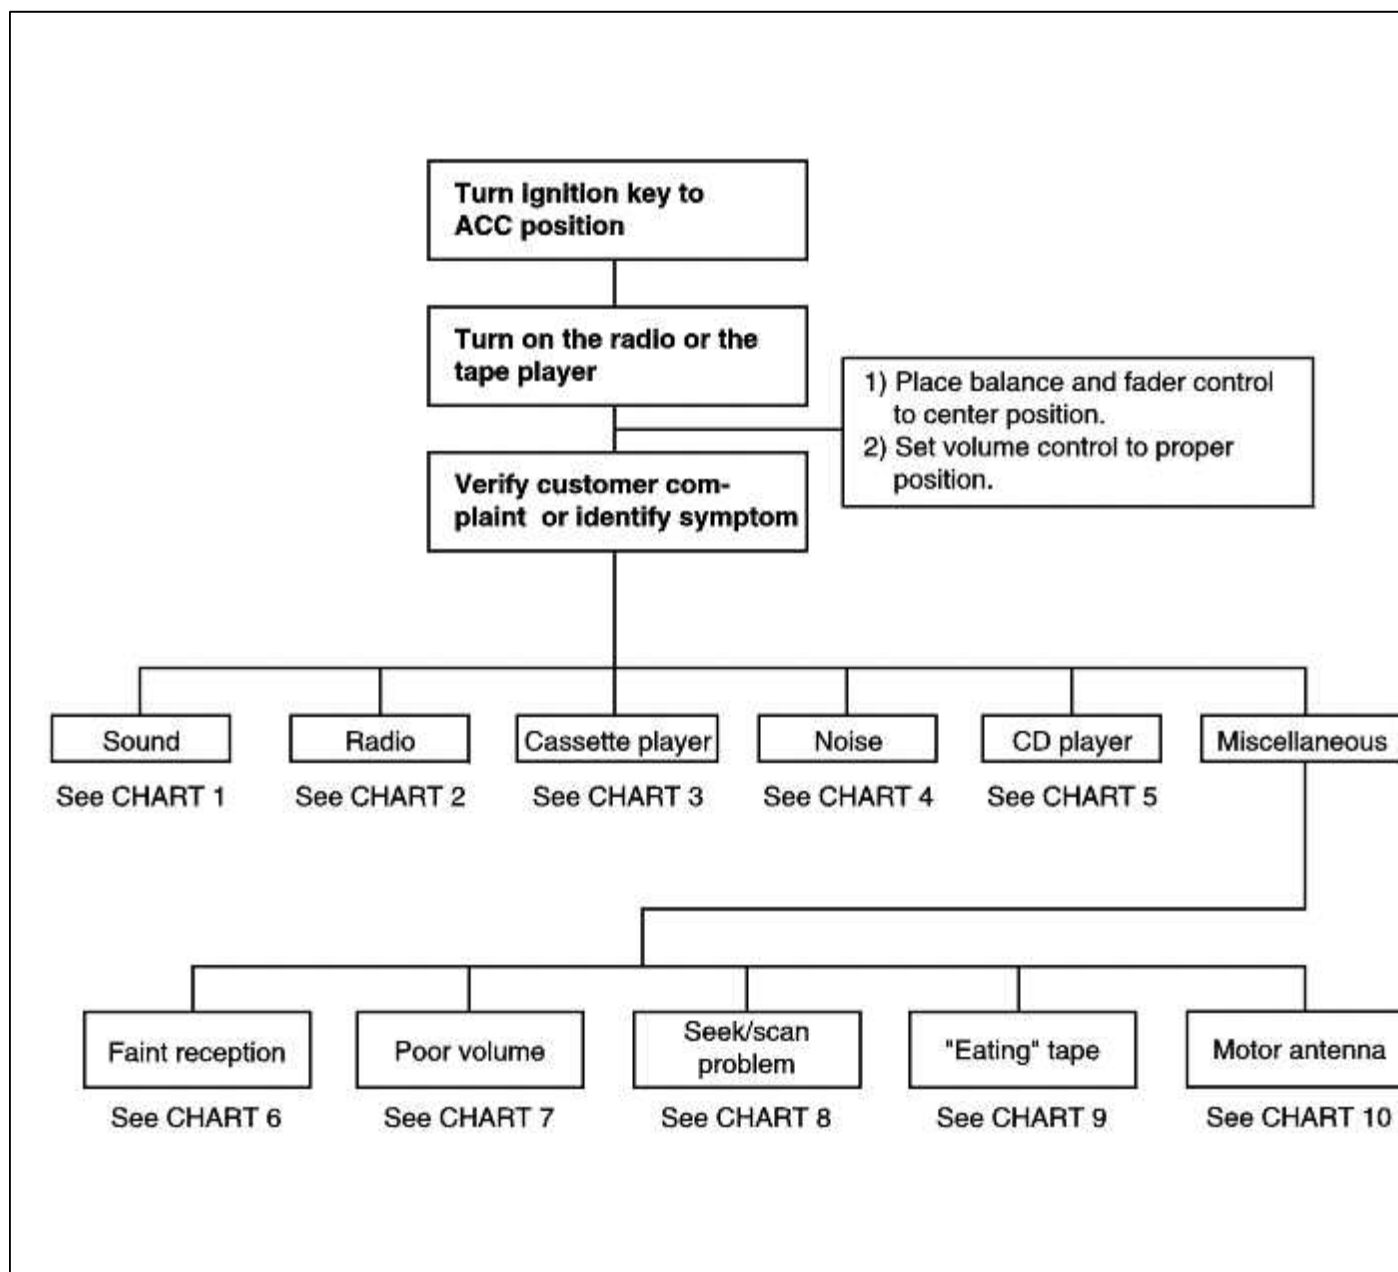 Turn ignition key to
ACC position
Turn on the radio or the
tape player
1) Place balance and fader control
to center position.
2) Set volume control to proper
position.
Verify customer com-
plaint or identify symptom
Sound
Radio
Cassette player
Noise
CD player
Miscellaneous
See CHART 1
See CHART 2
See CHART 3
See CHART 4
See CHART 5
Faint reception
Poor volume
Seek/scan
problem
"Eating" tape
Motor antenna
See CHART 6
See CHART 7
See CHART 8
See CHART 9
See CHART 10